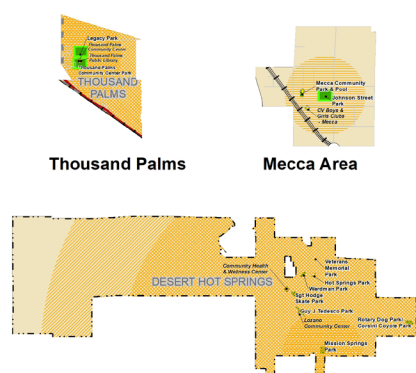 Legacy Park
Thousand Palms
Community Center
Thousand Palms
Public Library
Thousand Palms
Community Center Park
THOUSAND
PALMS
Mecca Community
Park & Pool
Johnson Street
Park
CV Boys &
Girls Clubs
- Mecca
Thousand Palms
Mecca Area
Community Health
& Wellness Center
DESERT HOT SPRINGS
Veterans
Memorial
Park
Hot Springs Park
Wardman Park
Sgt Hodge
Skate Park
Guy J. Tedesco Park
Lozano
Community Center
Rotary Dog Park/
Corsini Coyote Park
Mission Springs
Park